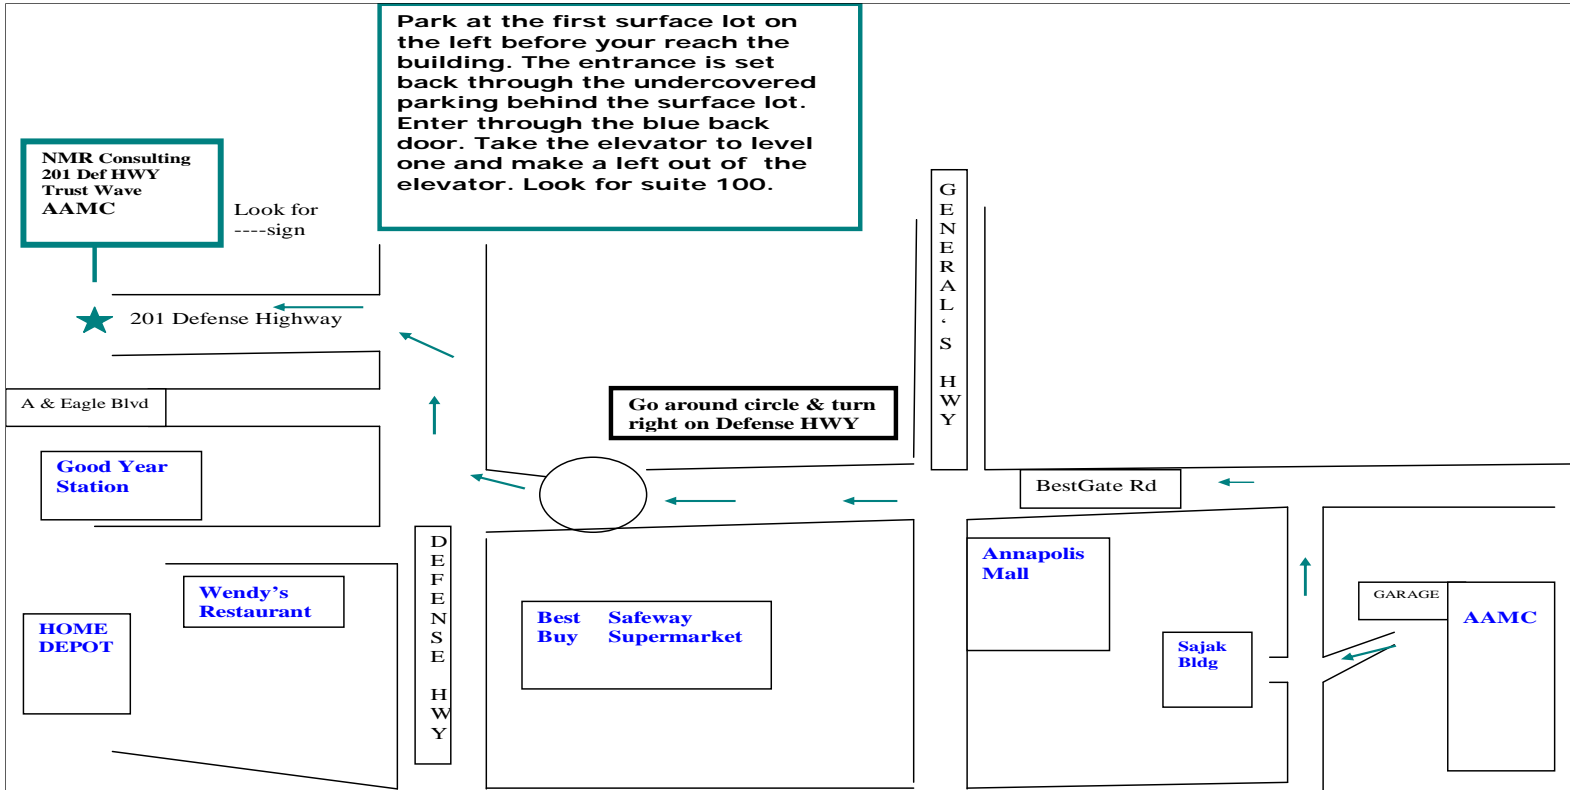 Park at the first surface lot on
the left before your reach the
building. The entrance is set
back through the undercovered
parking behind the surface lot.
Enter through the blue back
door. Take the elevator to level
one and make a left out of the
elevator. Look for suite 100.
NMR Consulting
201 Def HWY
Trust Wave
AAMC
Look for
----sign
GENERAL‘S HWY
201 Defense Highway
A & Eagle Blvd
Go around circle & turn
right on Defense HWY
Good Year
Station
BestGate Rd
DEFENSE HWY
Annapolis
Mall
Wendy’s
Restaurant
GARAGE
AAMC
HOME
DEPOT
Best Safeway
Buy Supermarket
Sajak
Bldg